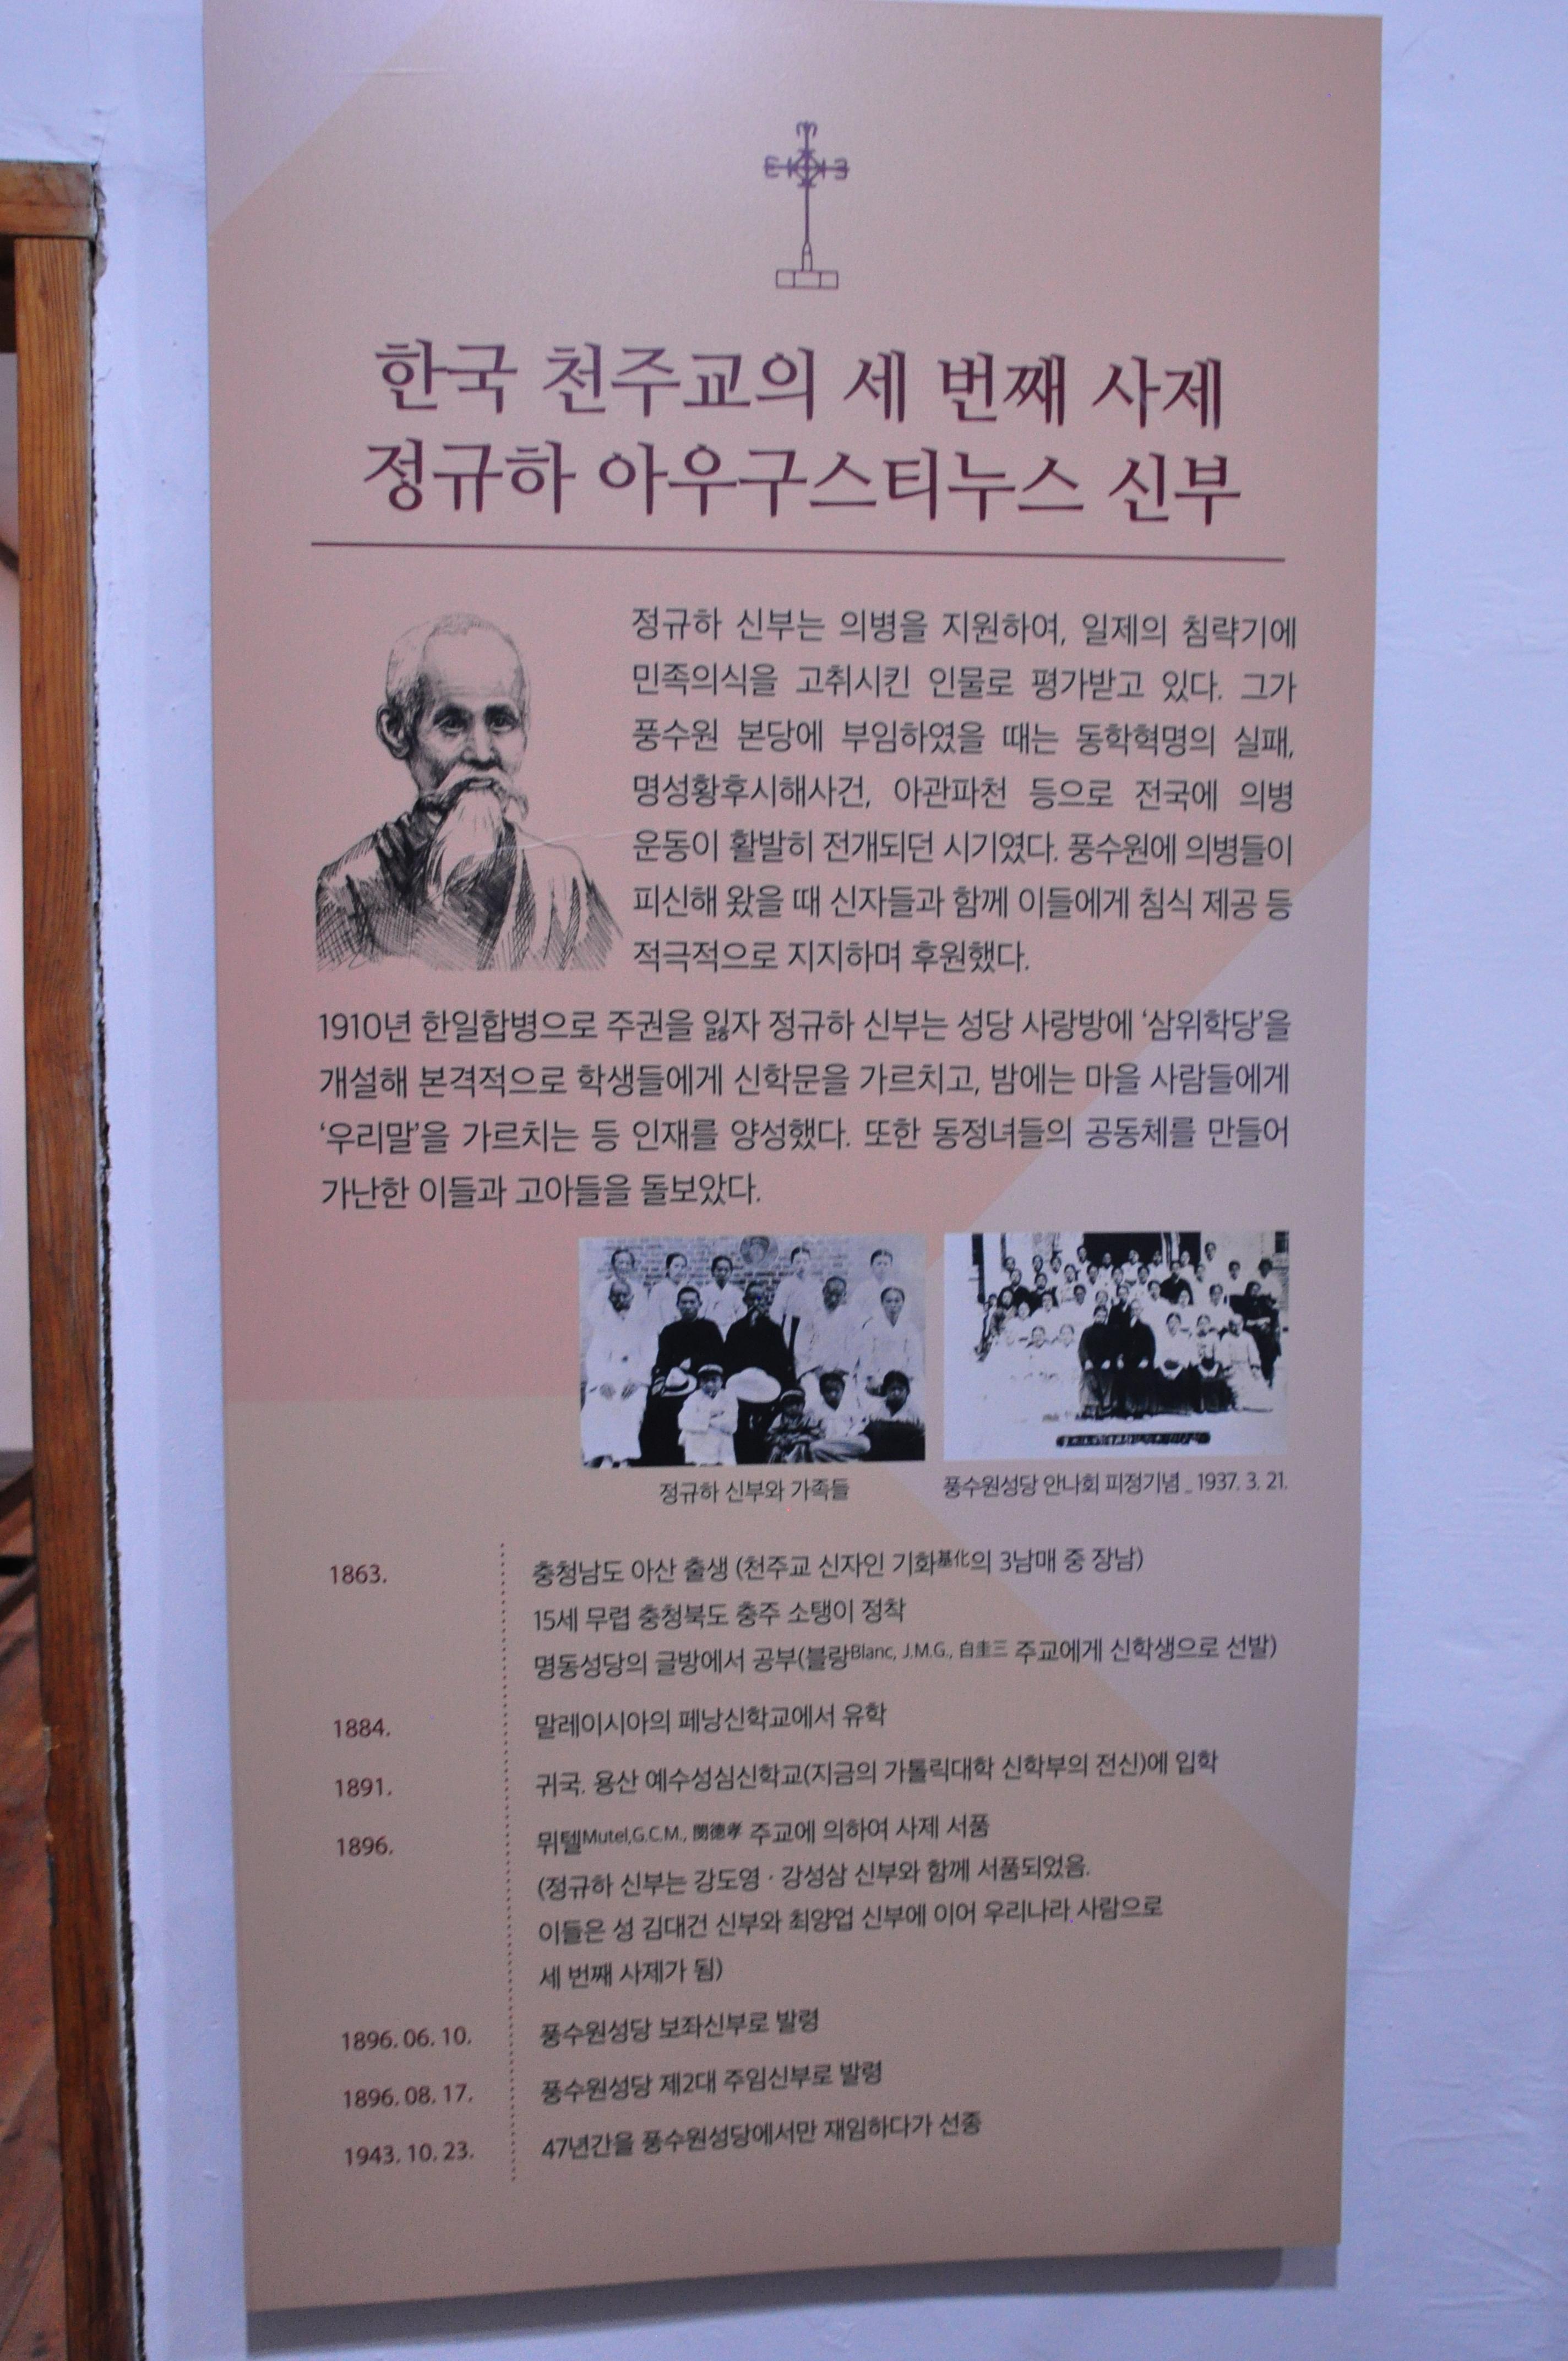 한국 천주교의 세 번째 사제
정규하 아우구스티누스 신부
정규하 신부는 의병을 지원하여, 일제의 침략기에
민족의식을 고취시킨 인물로 평가받고 있다. 그가
풍수원 본당에 부임하였을 때는 동학혁명의 실패,
명성황후시해사건, 아관파천 등으로 전국에 의병
운동이 활발히 전개되던 시기였다. 풍수원에 의병들이
피신해 왔을 때 신자들과 함께 이들에게 침식 제공 등
적극적으로 지지하며 후원했다.
1910년 한일합병으로 주권을 잃자 정규하 신부는 성당 사랑방에 ‘삼위학당’을
개설해 본격적으로 학생들에게 신학문을 가르치고, 밤에는 마을 사람들에게
‘우리말’을 가르치는 등 인재를 양성했다. 또한 동정녀들의 공동체를 만들어
가난한 이들과 고아들을 돌보았다.
정규하 신부와 가족들
풍수원성당 안나회 피정기념 _ 1937. 3. 21.
1863. 충청남도 아산 출생 (천주교 신자인 기화基化의 3남매 중 장남)
15세 무렵 충청북도 충주 소탱이 정착
명동성당의 글방에서 공부(블랑Blanc, J.M.G., 白圭三 주교에게 신학생으로 선발)
1884. 말레이시아의 페낭신학교에서 유학
1891. 귀국. 용산 예수성심신학교(지금의 가톨릭대학 신학부의 전신)에 입학
1896. 뮈텔Mutel,G.C.M., 閔德孝 주교에 의하여 사제 서품
(정규하 신부는 강도영 · 강성삼 신부와 함께 서품되었음.
이들은 성 김대건 신부와 최양업 신부에 이어 우리나라 사람으로
세 번째 사제가 됨)
1896. 06. 10. 풍수원성당 보좌신부로 발령
1896. 08. 17. 풍수원성당 제2대 주임신부로 발령
1943. 10. 23. 47년간을 풍수원성당에서만 재임하다가 선종